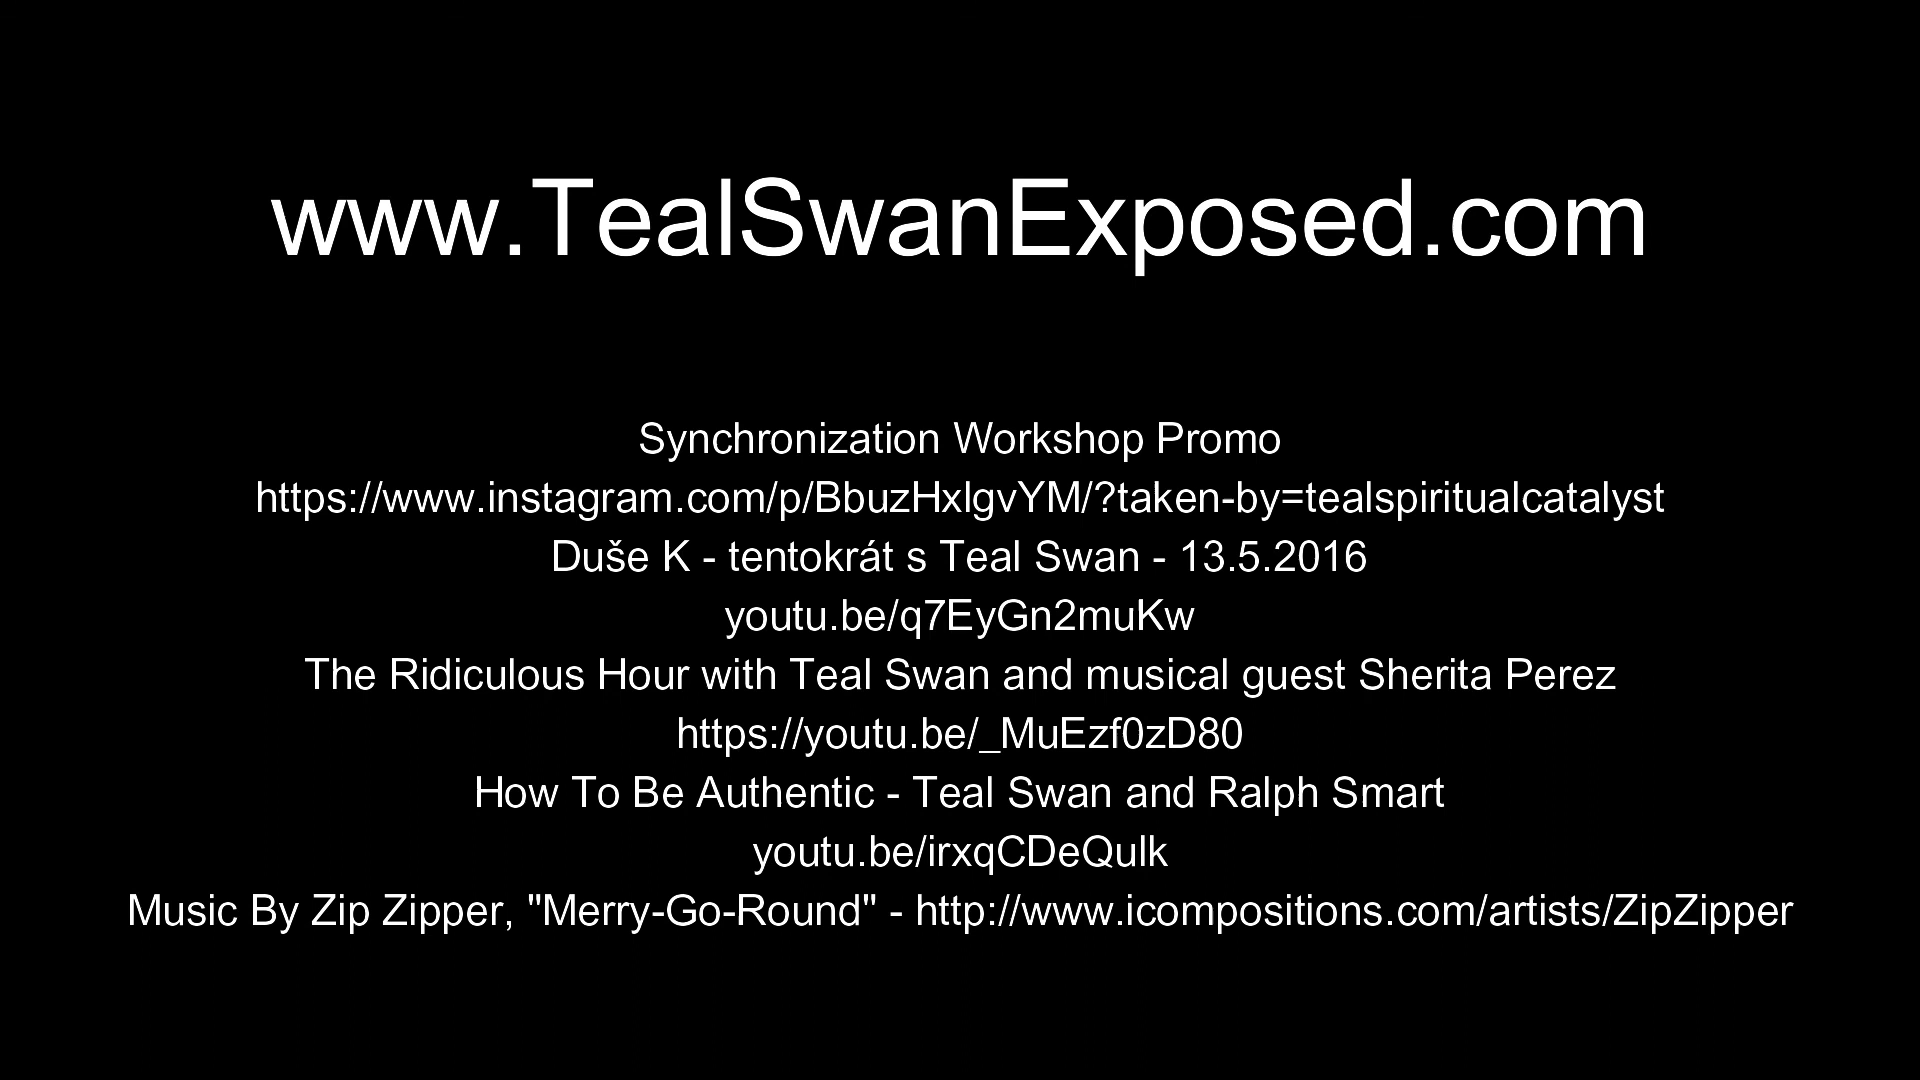 www.TealSwanExposed.com
Synchronization Workshop Promo
https://www.instagram.com/p/BbuzHxlgvYM/?taken-by=tealspiritualcatalyst
Duše K - tentokrát s Teal Swan - 13.5.2016
youtu.be/q7EyGn2muKw
The Ridiculous Hour with Teal Swan and musical guest Sherita Perez
https://youtu.be/_MuEzf0zD80
How To Be Authentic - Teal Swan and Ralph Smart
youtu.be/irxqCDeQulk
Music By Zip Zipper, "Merry-Go-Round" - http://www.icompositions.com/artists/ZipZipper